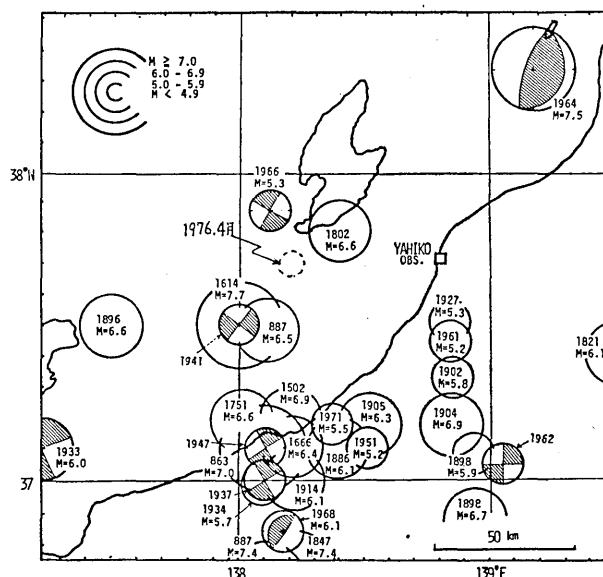 M ≥ 7.0
6.0 - 6.9
5.0 - 5.9
M < 4.9
1964
M=7.5
38°N
1966
M=5.3
1976.4月
1802
M=6.6
YAHIKO
OBS.
1614
M=7.7
1896
M=6.6
887
M=6.5
1941
1927
M=5.3
1961
M=5.2
1821
M=6.1
1902
M=5.8
1502
M=6.9
1751
M=6.6
1971
M=5.5
1905
M=6.3
1904
M=6.9
1947
1666
M=6.4
1951
M=5.2
1962
1933
M=6.0
863
M=7.0
1886
M=6.1
1898
M=5.9
37
1937
1934
M=5.7
1914
M=6.1
1898
M=6.7
1968
M=6.1
887
M=7.4
1847
M=7.4
50 km
138
139°E